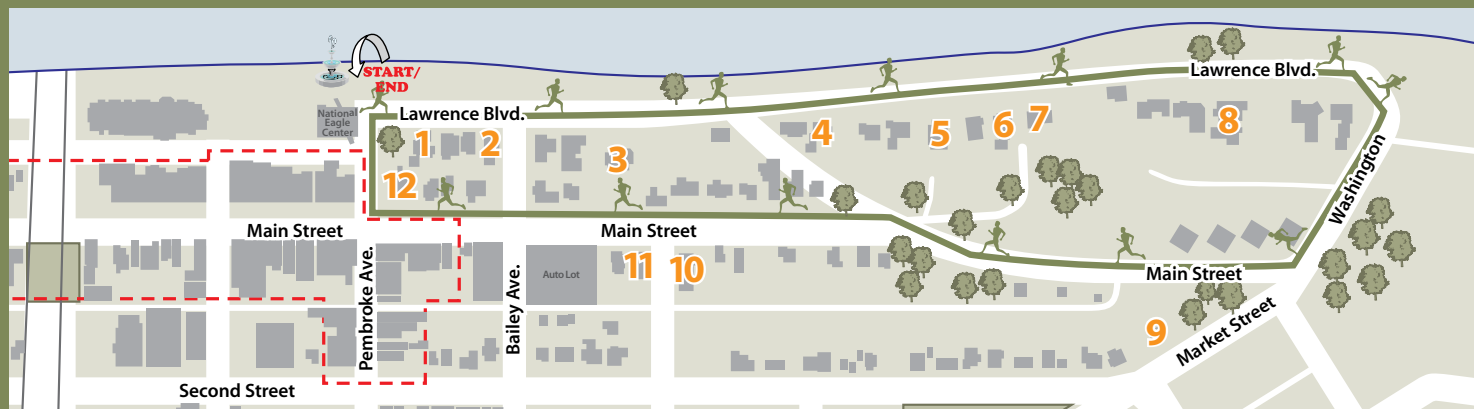 START/
END
National
Eagle
Center
Lawrence Blvd.
Lawrence Blvd.
1
2
3
4
5
6
7
8
12
Washington
Main Street
Main Street
Main Street
11
10
Auto Lot
9
Pembroke Ave.
Bailey Ave.
Market Street
Second Street